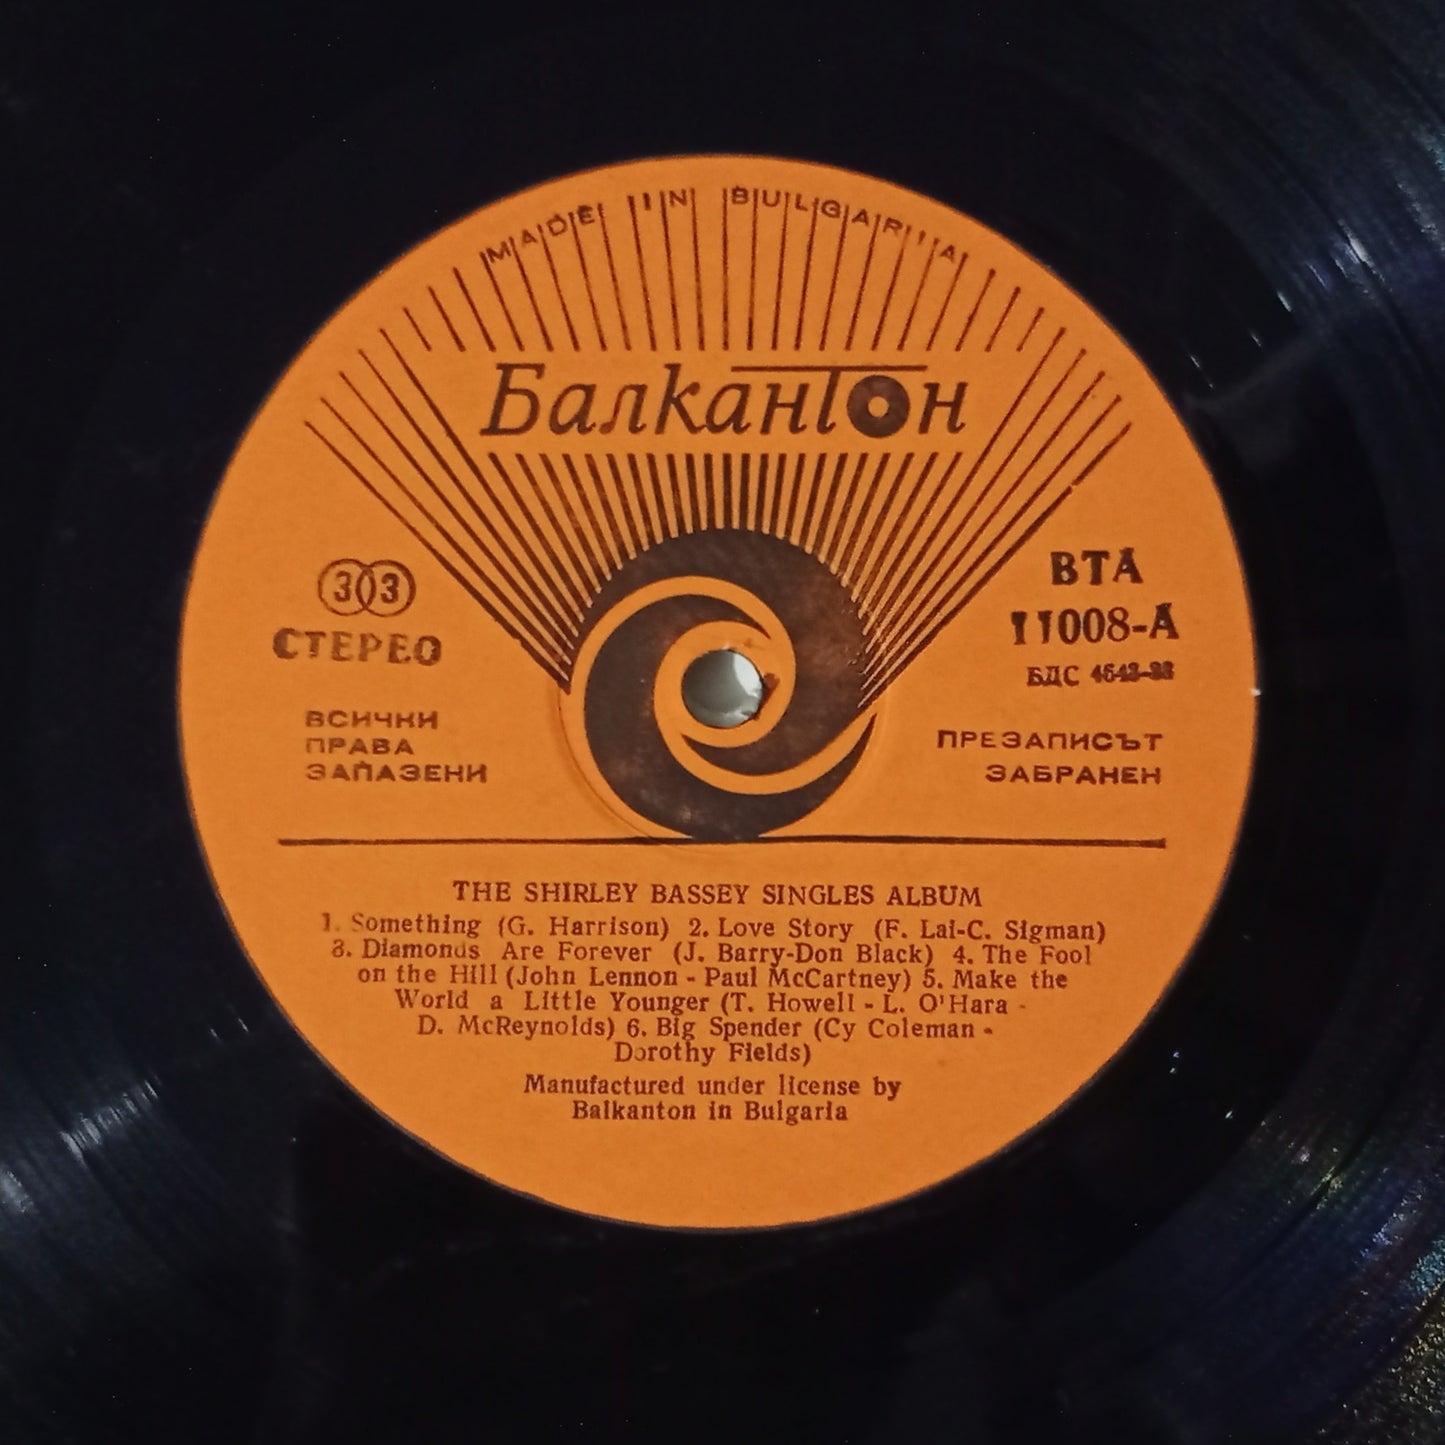 MADE IN BULGARIA
Балкантон
33
СТЕРЕО
ВСИЧКИ
ПРАВА
ЗАПАЗЕНИ
ВТА
11008-А
БДС
ПРЕЗАПИСЪТ
ЗАБРАНЕН
THE SHIRLEY BASSEY SINGLES ALBUM
1. Something (G. Harrison) 2. Love Story (F. Lai-C. Sigman)
3. Diamonds Are Forever (J. Barry-Don Black) 4. The Fool
on the Hill (John Lennon - Paul McCartney) 5. Make the
World a Little Younger (T. Howell - L. O'Hara -
D. McReynolds) 6. Big Spender (Cy Coleman -
Dorothy Fields)
Manufactured under license by
Balkanton in Bulgaria